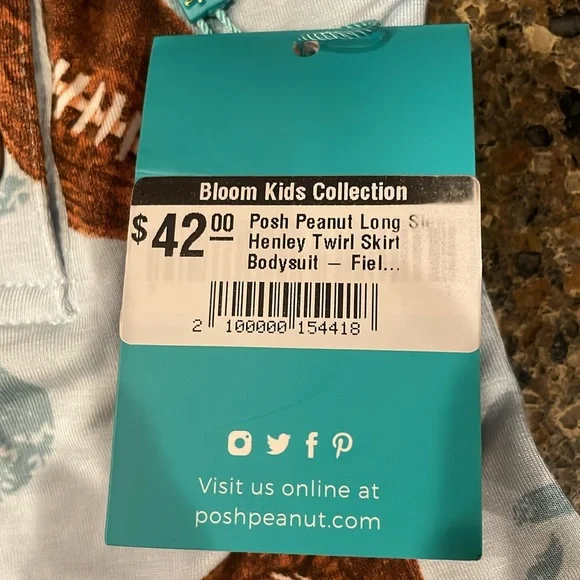 Bloom Kids Collection
$42.00 Posh Peanut Long
Henley Twirl Skirt
Bodysuit — Fiel...
2 100000 154418
Visit us online at
poshpeanut.com